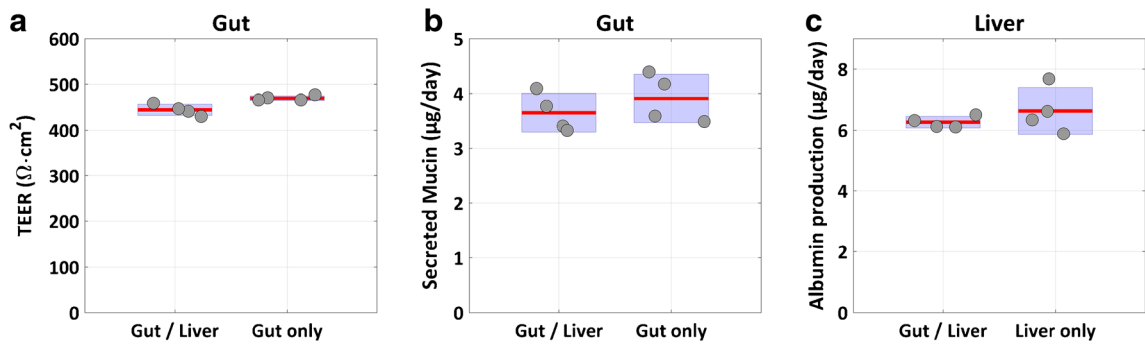 a
Gut
TEER (Ω·cm²)
600
500
400
300
200
100
0
Gut / Liver
Gut only
b
Gut
Secreted Mucin (µg/day)
5
4
3
2
1
0
Gut / Liver
Gut only
c
Liver
Albumin production (µg/day)
8
6
4
2
0
Gut / Liver
Liver only